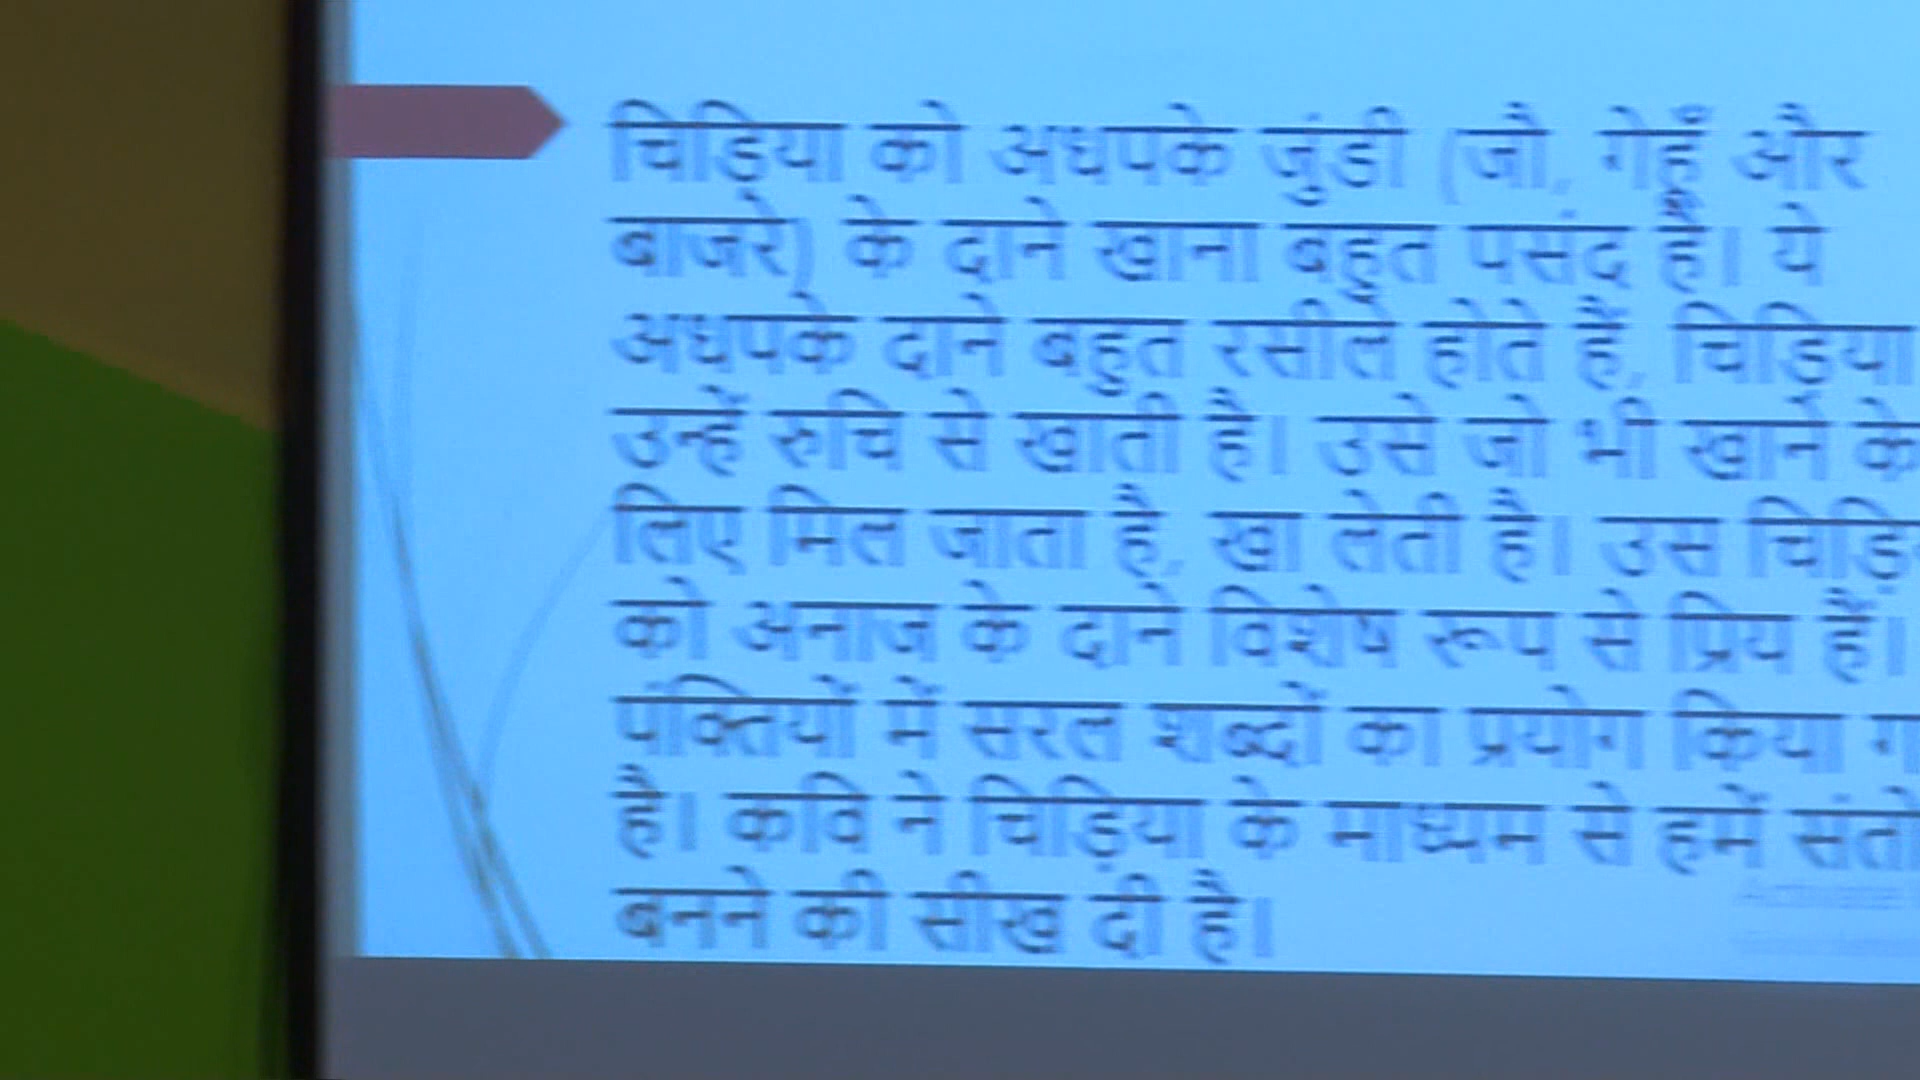 चिड़िया को अधपके जुंडी (जौ, गेहूँ और
बाजरे) के दाने खाना बहुत पसंद है। ये
अधपके दाने बहुत रसीले होते हैं, चिड़िया
उन्हें रुचि से खाती है। उसे जो भी खाने के
लिए मिल जाता है, खा लेती है। उस
को अनाज के दाने विशेष रूप से प्रिय हैं।
पंक्तियों में सरल शब्दों का प्रयोग किया
है। कवि ने चिड़िया के माध्यम से हमें
बनने की सीख दी है।